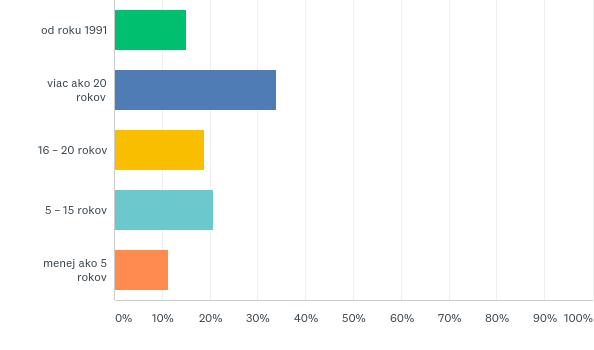 od roku 1991
viac ako 20
rokov
16 – 20 rokov
5 – 15 rokov
menej ako 5
rokov
0% 10% 20% 30% 40% 50% 60% 70% 80% 90% 100%